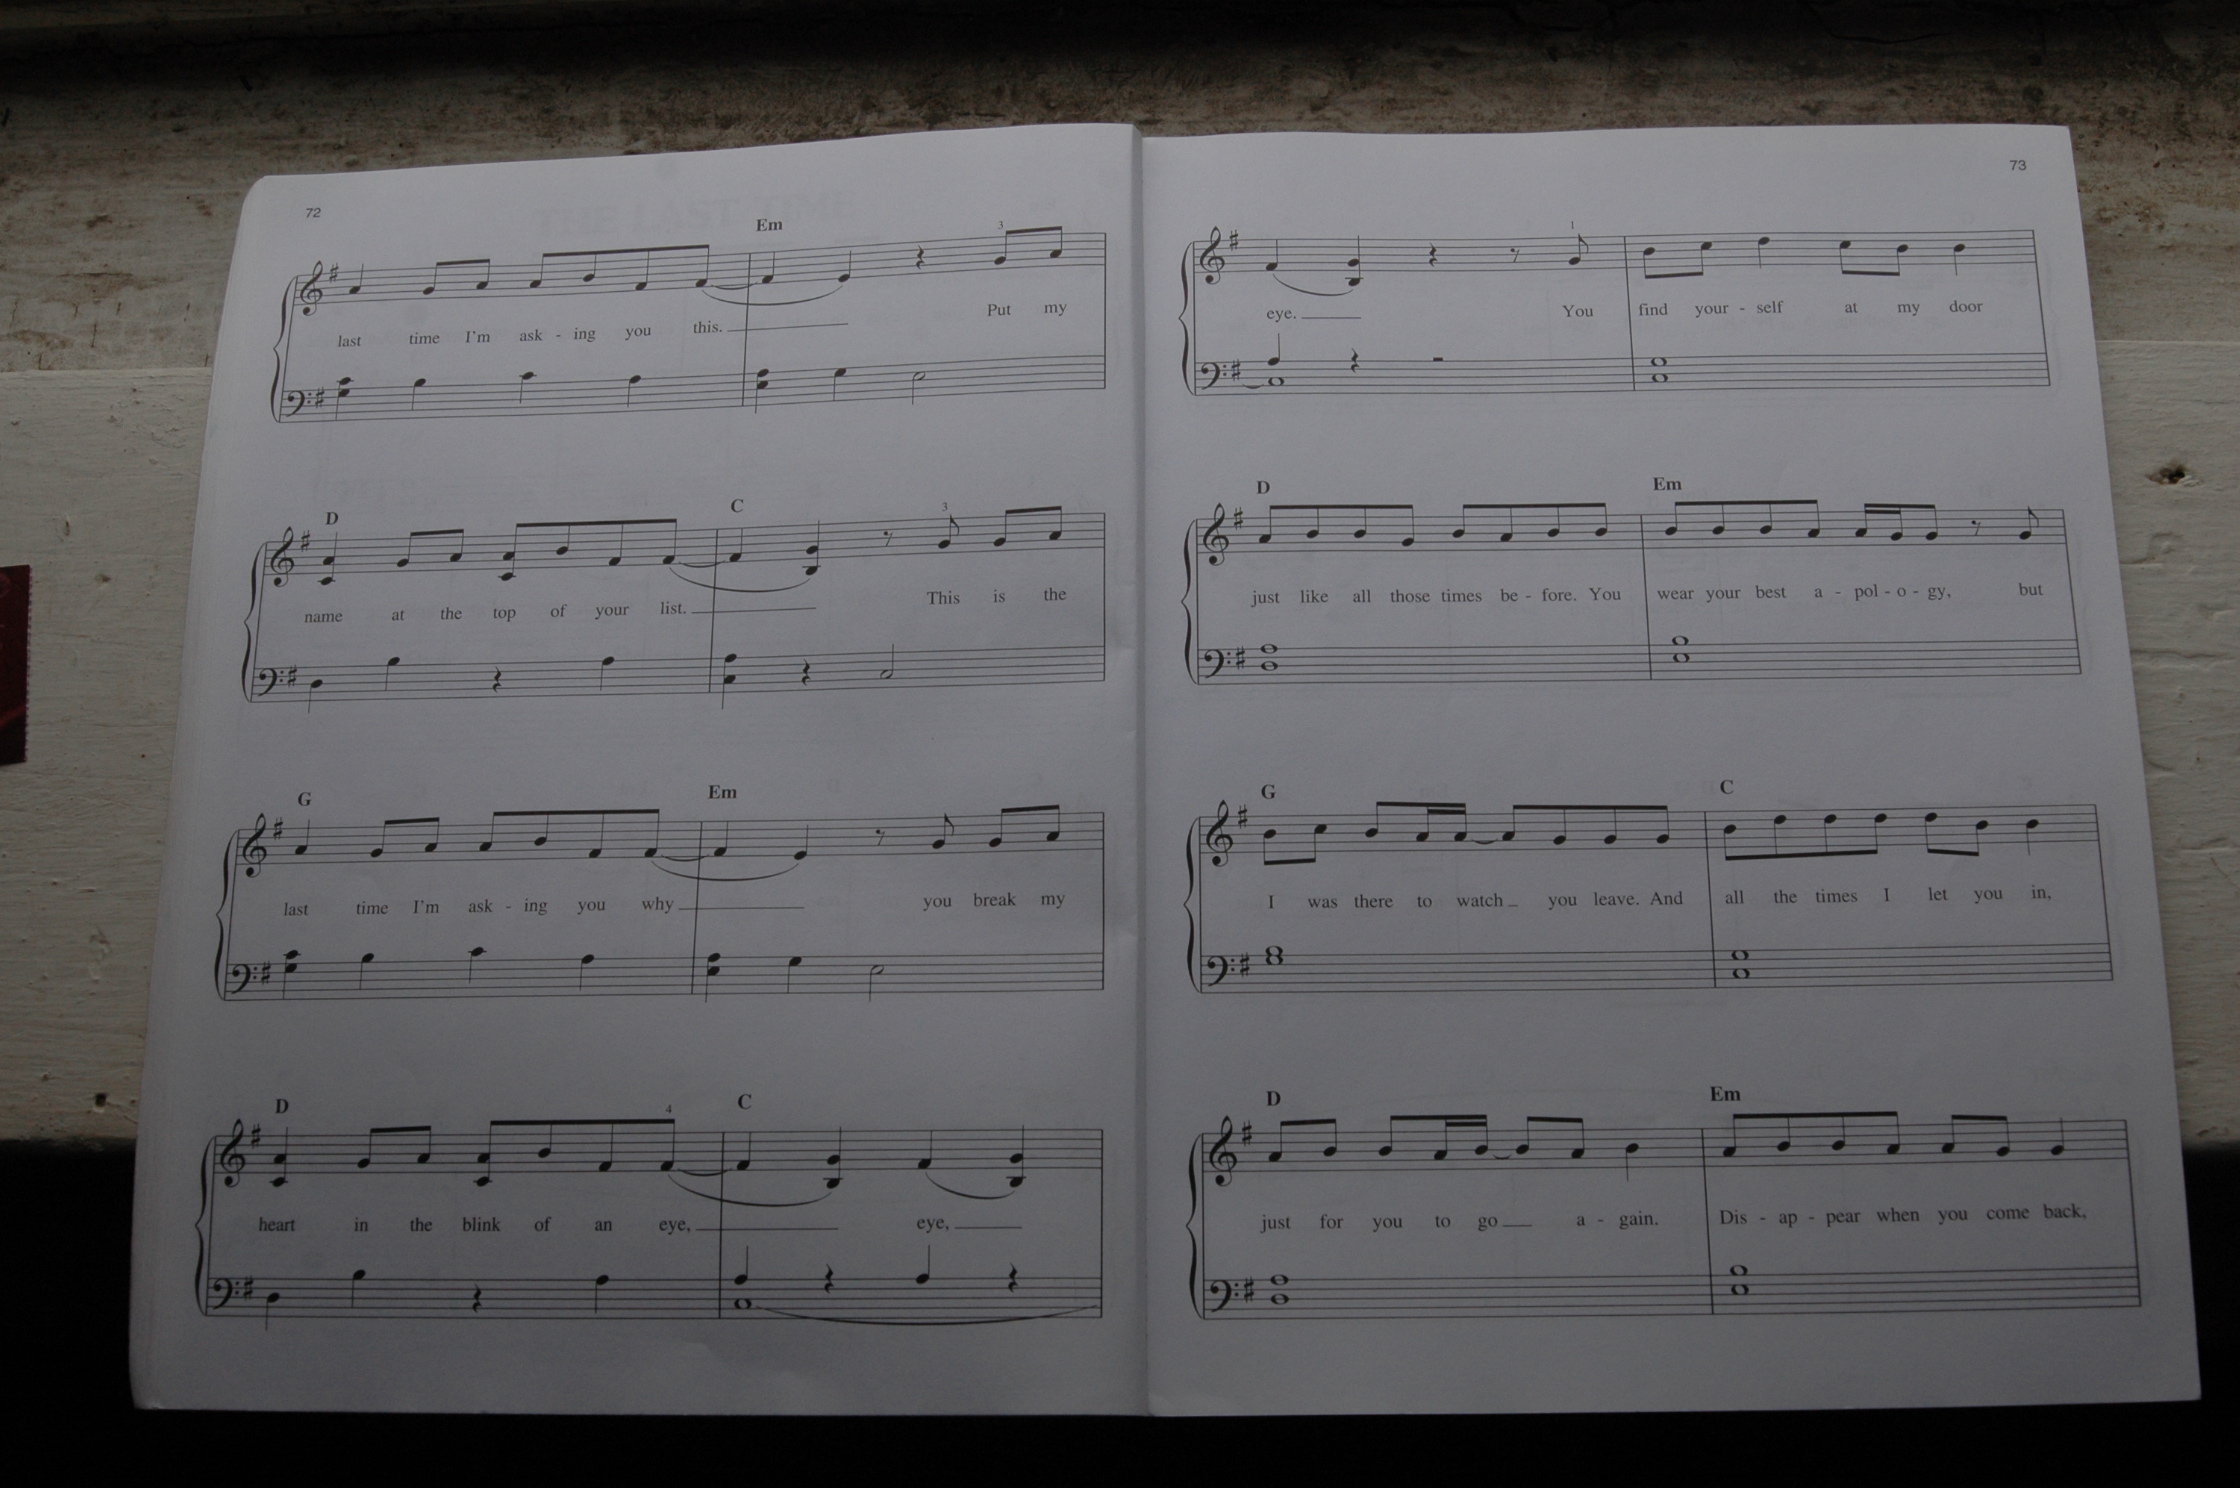 72
Em
3
last time I'm ask - ing you this. Put my
D C
3
name at the top of your list. This is the
G Em
last time I'm ask - ing you why you break my
D C
4
heart in the blink of an eye, eye,
73
1
eye. You find your - self at my door
D Em
just like all those times be - fore. You wear your best a - pol - o - gy, but
G C
I was there to watch you leave. And all the times I let you in,
D Em
just for you to go a - gain. Dis - ap - pear when you come back,
THE LAST TIME